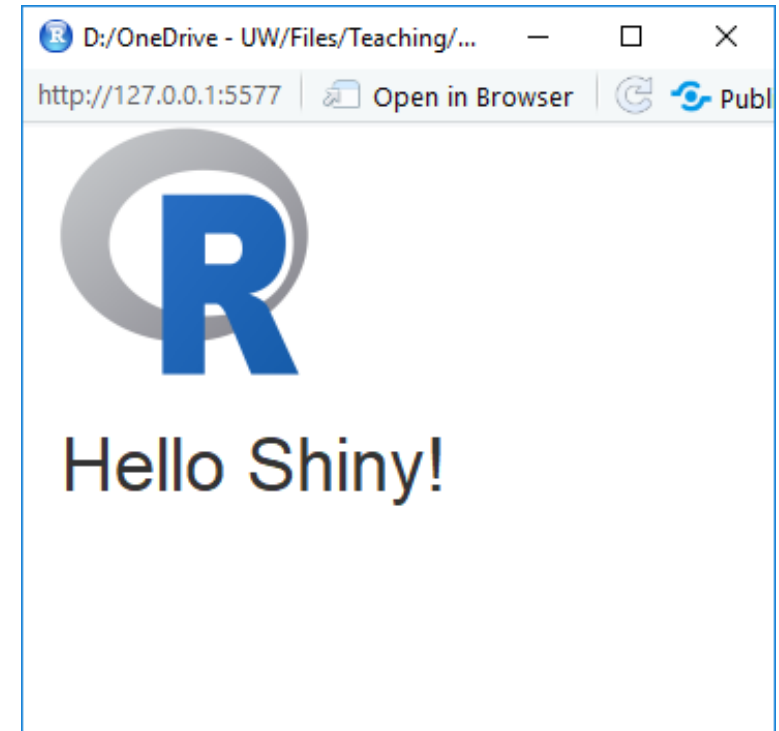 D:/OneDrive - UW/Files/Teaching/...
http://127.0.0.1:5577 Open in Browser Publ
R
Hello Shiny!